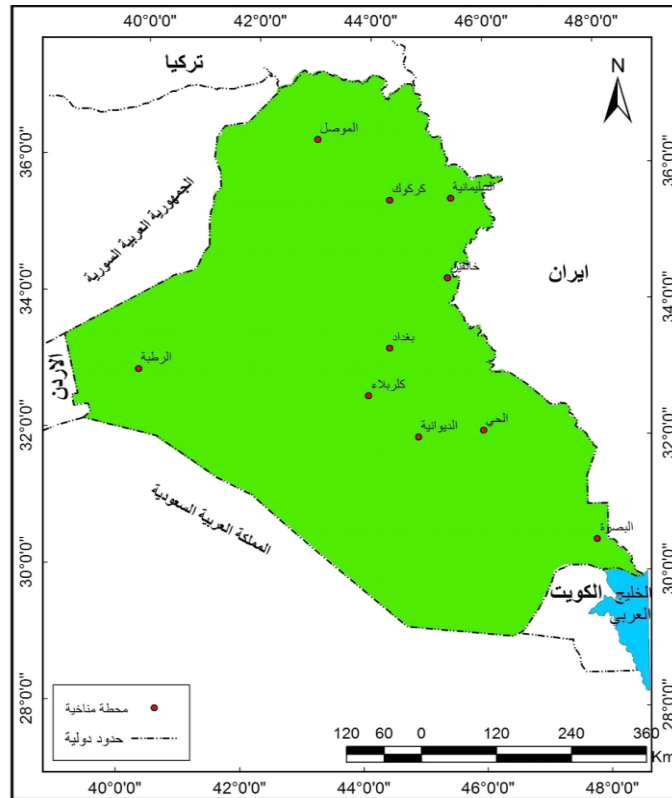 40°0'0" 42°0'0" 44°0'0" 46°0'0" 48°0'0"
تركيا
N
الموصل
36°0'0" 36°0'0"
السليمانية
كركوك
الجمهورية العربية السورية
خانقين
ايران
34°0'0" 34°0'0"
بغداد
الرطبة
الاردن
كلربلاء
الحي
الديوانية
32°0'0" 32°0'0"
المملكة العربية السعودية
البصرة
30°0'0" 30°0'0"
الكويت
الخليج
العربي
محطة مناخية
حدود دولية
28°0'0" 28°0'0"
120 60 0 120 240 360
Km
40°0'0" 42°0'0" 44°0'0" 46°0'0" 48°0'0"